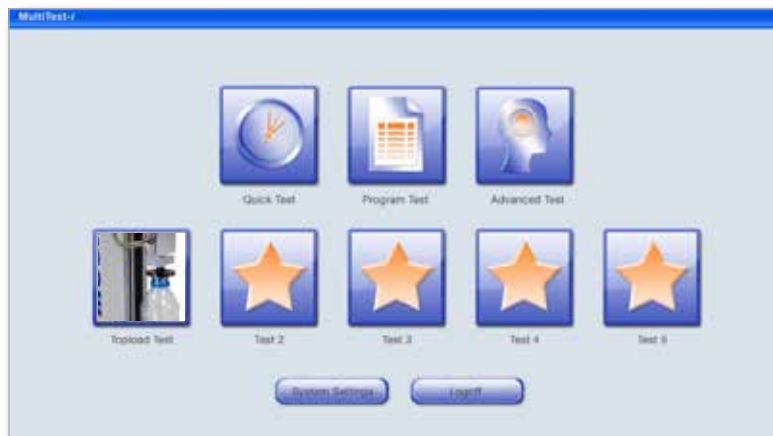 MultiTest-i
Quick Test
Program Test
Advanced Test
Topload Test
Test 2
Test 3
Test 4
Test 5
System Settings
Logoff